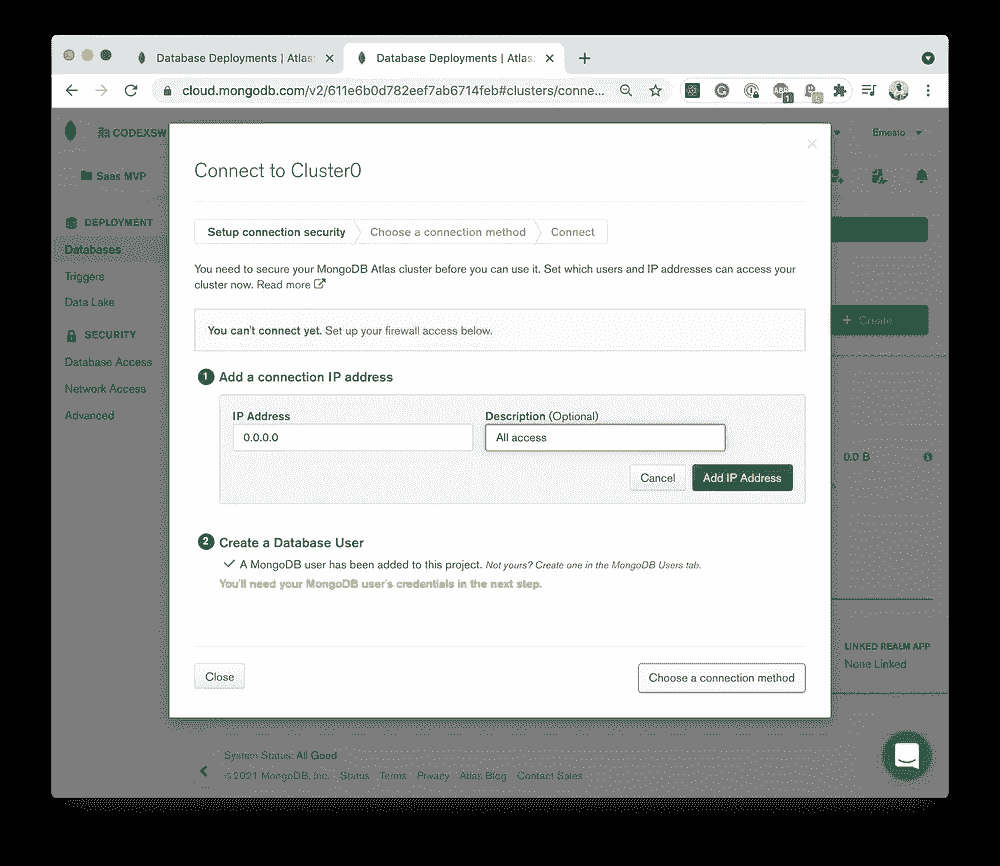 Database Deployments | Atlas:
Database Deployments | Atlas:
cloud.mongodb.com/v2/611e6b0d782eef7ab6714feb#clusters/conne...
CODEXSW
Ernesto
Saas MVP
Connect to Cluster0
DEPLOYMENT
Databases
Triggers
Data Lake
SECURITY
Database Access
Network Access
Advanced
Setup connection security
Choose a connection method
Connect
You need to secure your MongoDB Atlas cluster before you can use it. Set which users and IP addresses can access your
cluster now. Read more
You can't connect yet. Set up your firewall access below.
+ Create
1 Add a connection IP address
IP Address
Description (Optional)
0.0.0.0
All access
Cancel
Add IP Address
0.0 B
2 Create a Database User
A MongoDB user has been added to this project. Not yours? Create one in the MongoDB Users tab.
You'll need your MongoDB user's credentials in the next step.
LINKED REALM APP
None Linked
Close
Choose a connection method
System Status: All Good
©2021 MongoDB, Inc. Status Terms Privacy Atlas Blog Contact Sales